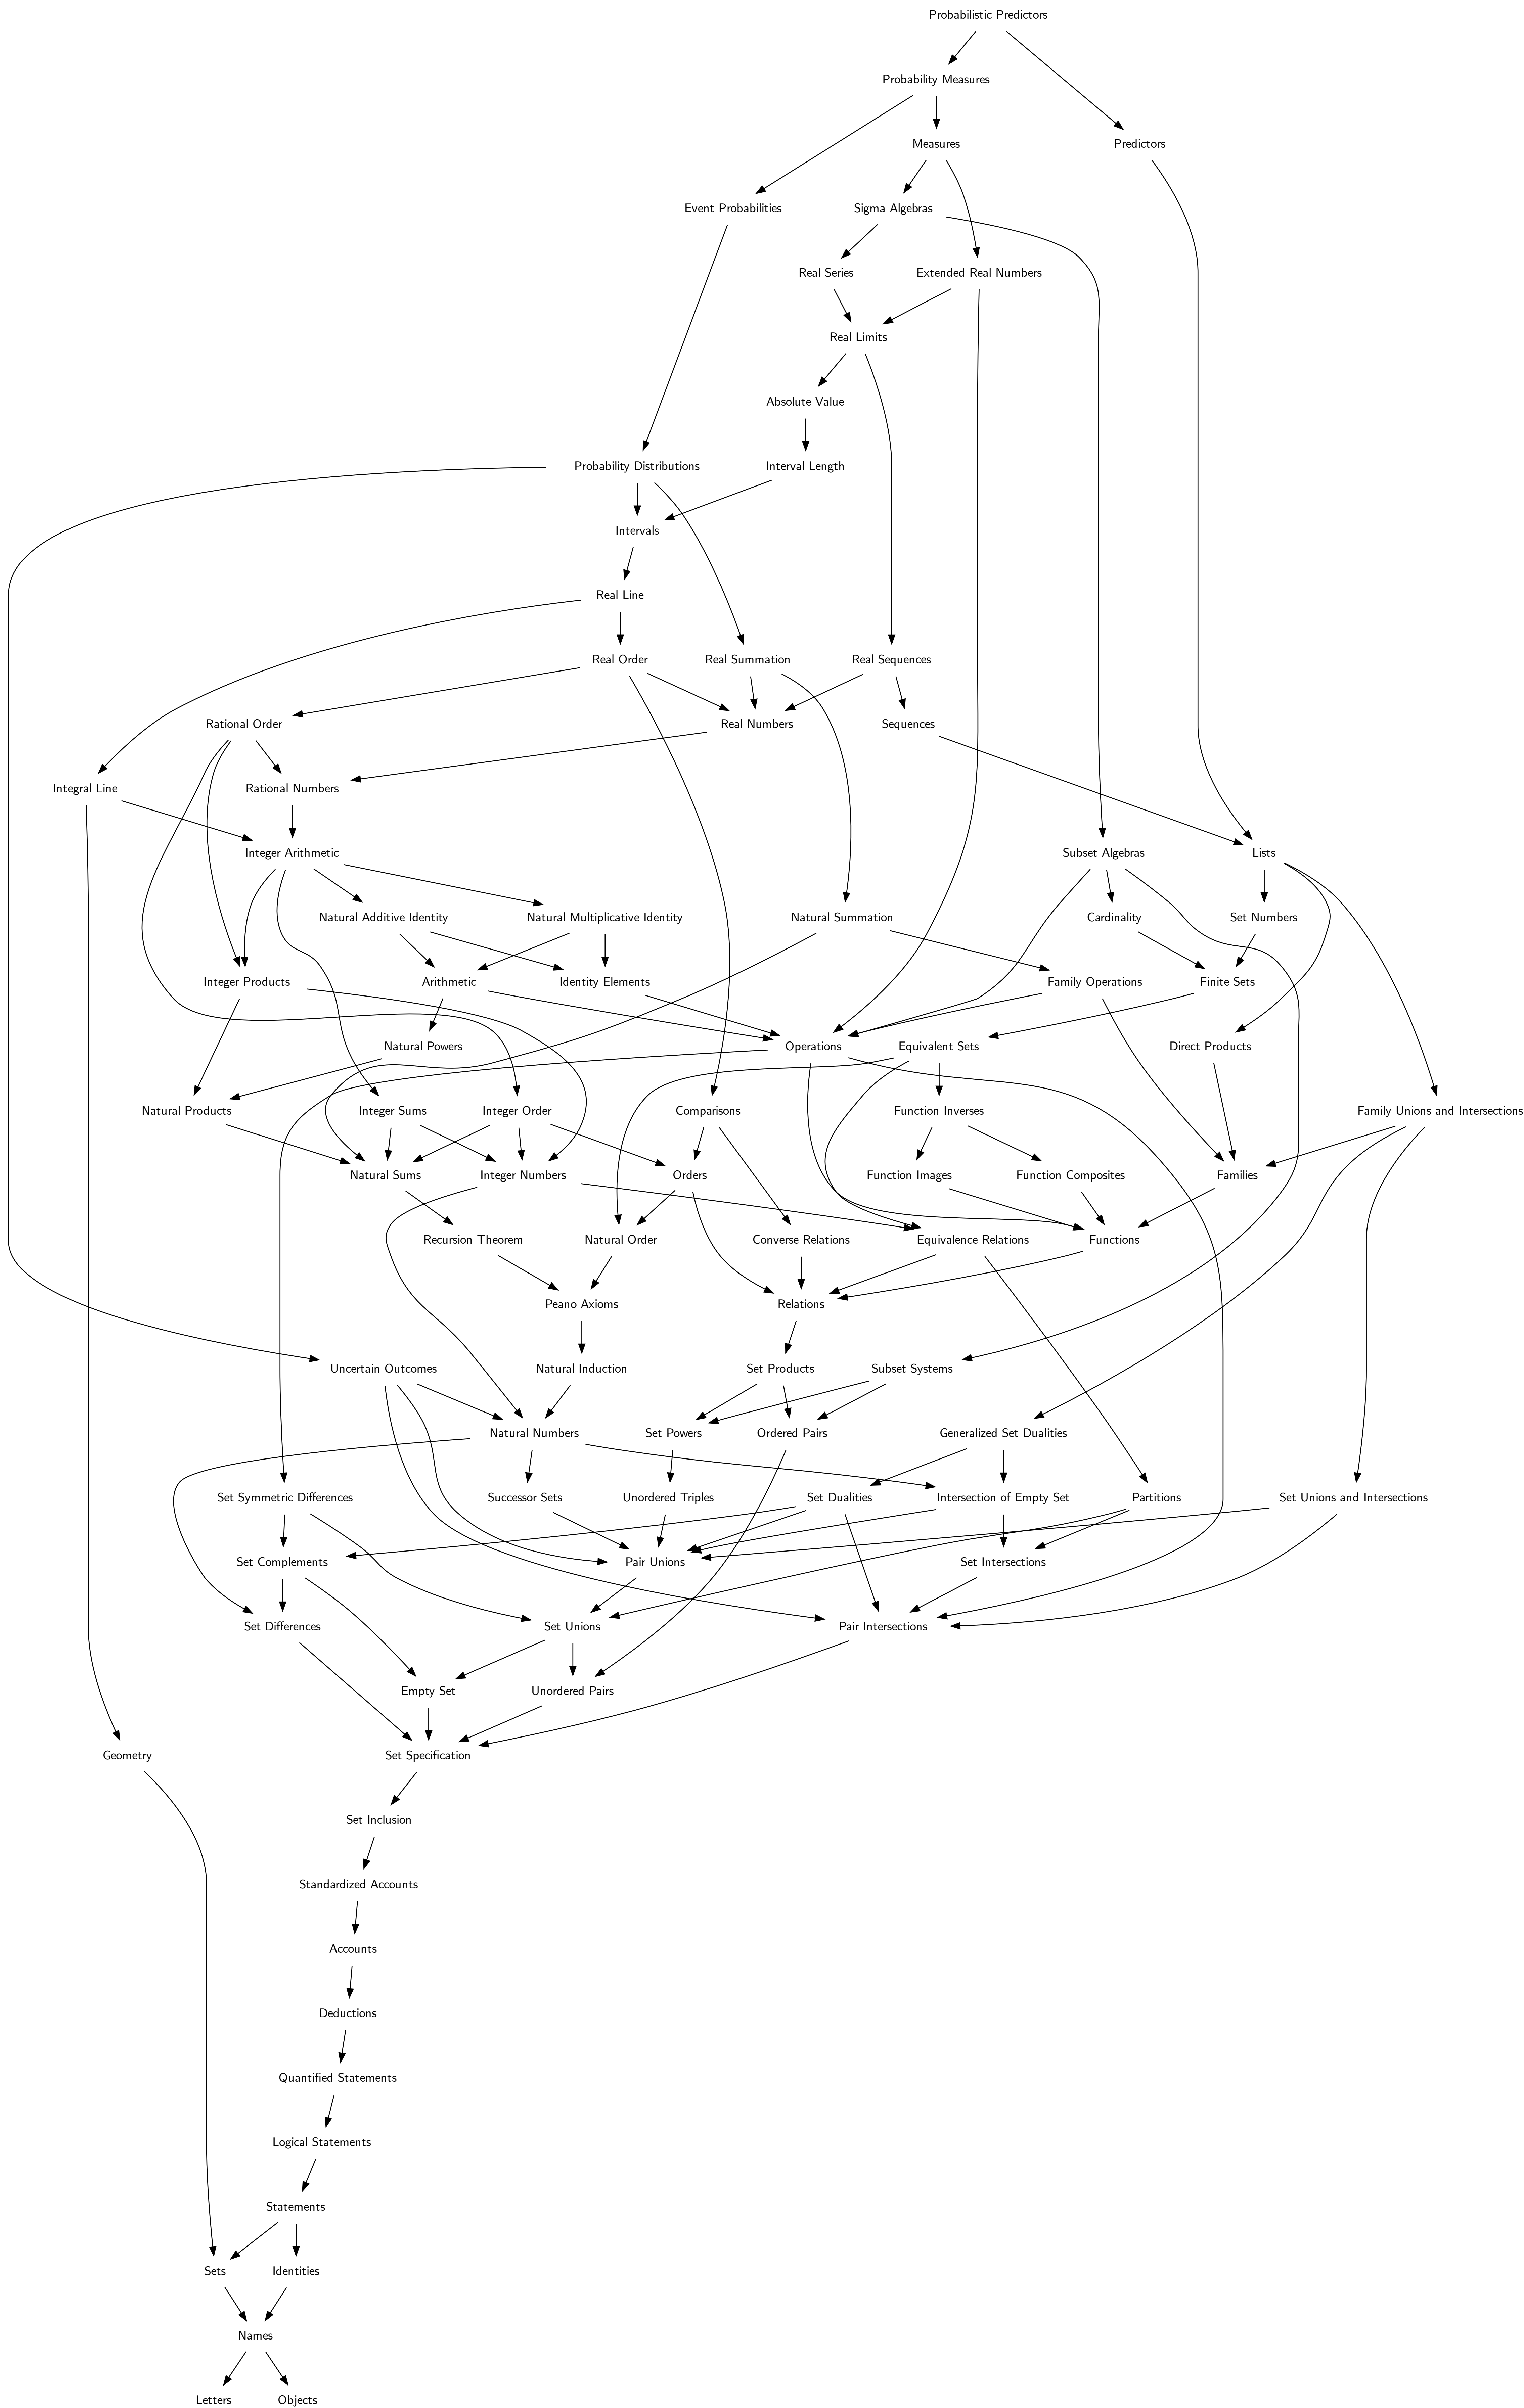 Probabilistic Predictors
Probability Measures
Measures
Predictors
Event Probabilities
Sigma Algebras
Real Series
Extended Real Numbers
Real Limits
Absolute Value
Probability Distributions
Interval Length
Intervals
Real Line
Real Order
Real Summation
Real Sequences
Rational Order
Real Numbers
Sequences
Integral Line
Rational Numbers
Integer Arithmetic
Subset Algebras
Lists
Natural Additive Identity
Natural Multiplicative Identity
Natural Summation
Cardinality
Set Numbers
Integer Products
Arithmetic
Identity Elements
Family Operations
Finite Sets
Natural Powers
Operations
Equivalent Sets
Direct Products
Natural Products
Integer Sums
Integer Order
Comparisons
Function Inverses
Family Unions and Intersections
Natural Sums
Integer Numbers
Orders
Function Images
Function Composites
Families
Recursion Theorem
Natural Order
Converse Relations
Equivalence Relations
Functions
Peano Axioms
Relations
Uncertain Outcomes
Natural Induction
Set Products
Subset Systems
Natural Numbers
Set Powers
Ordered Pairs
Generalized Set Dualities
Set Symmetric Differences
Successor Sets
Unordered Triples
Set Dualities
Intersection of Empty Set
Partitions
Set Unions and Intersections
Set Complements
Pair Unions
Set Intersections
Set Differences
Set Unions
Pair Intersections
Empty Set
Unordered Pairs
Geometry
Set Specification
Set Inclusion
Standardized Accounts
Accounts
Deductions
Quantified Statements
Logical Statements
Statements
Sets
Identities
Names
Letters
Objects